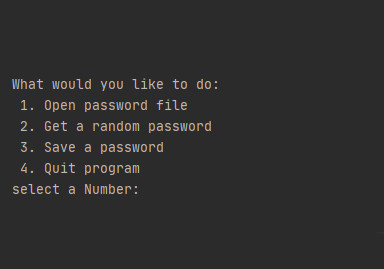 What would you like to do:
1. Open password file
2. Get a random password
3. Save a password
4. Quit program
select a Number: